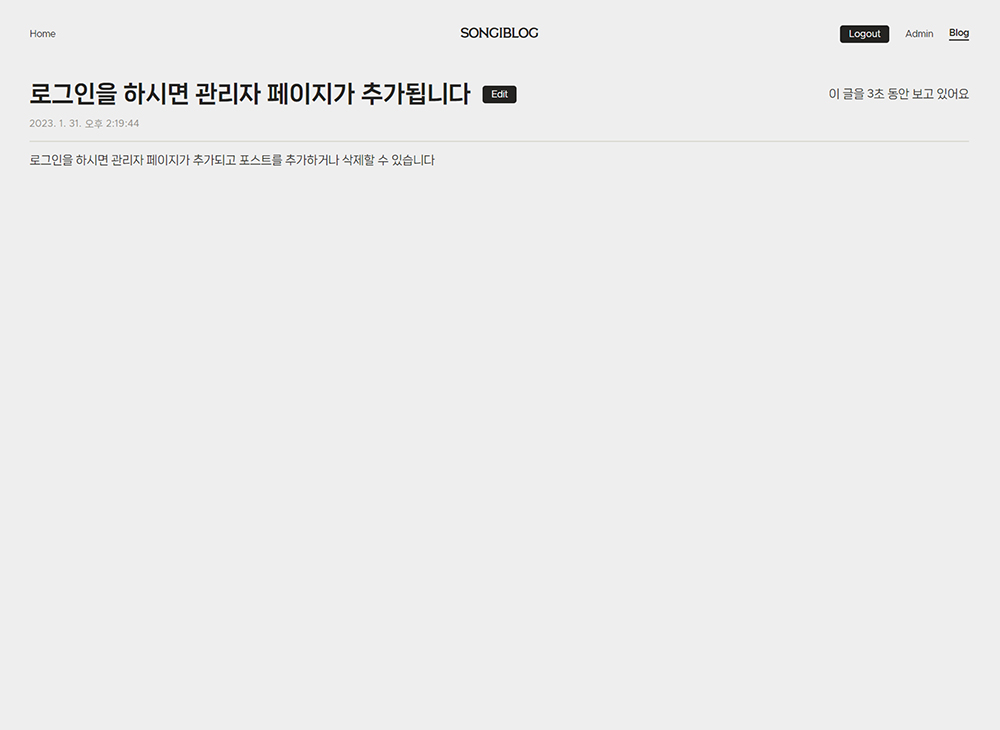 Home
SONGIBLOG
Logout Admin Blog
로그인을 하시면 관리자 페이지가 추가됩니다 Edit
이 글을 3초 동안 보고 있어요
2023. 1. 31. 오후 2:19:44
로그인을 하시면 관리자 페이지가 추가되고 포스트를 추가하거나 삭제할 수 있습니다